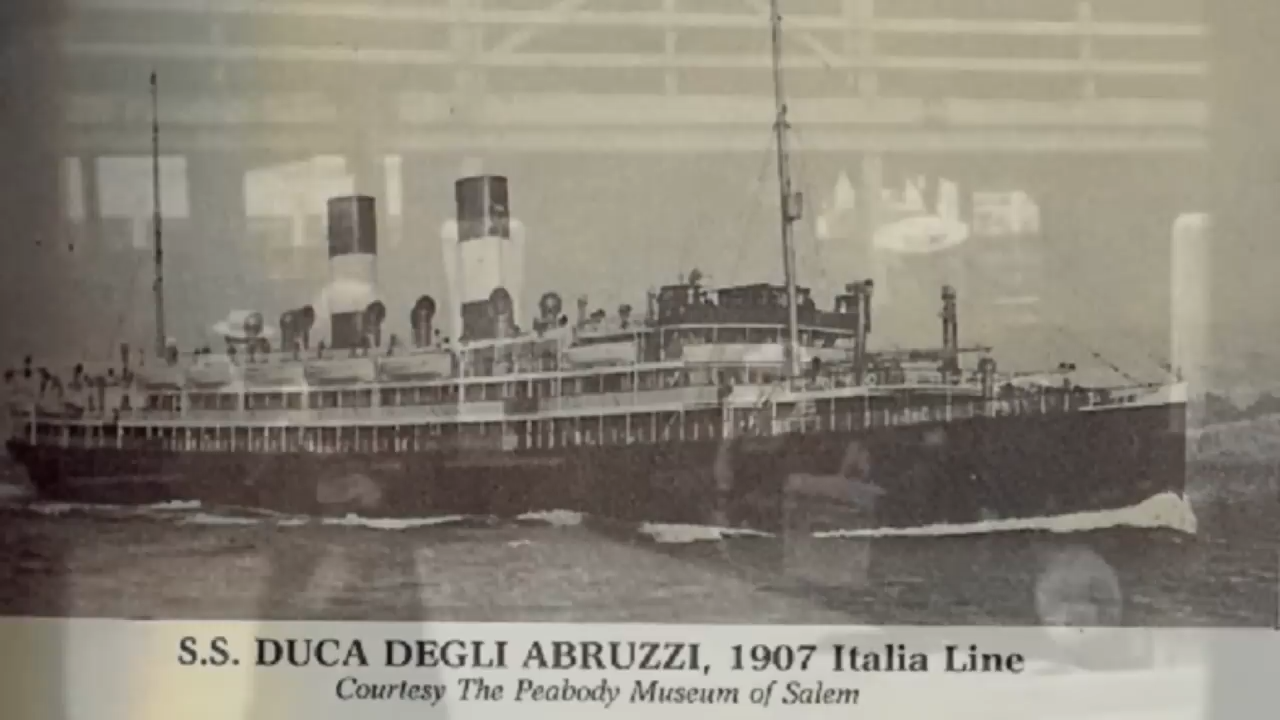 S.S. DUCA DEGLI ABRUZZI, 1907 Italia Line
Courtesy The Peabody Museum of Salem